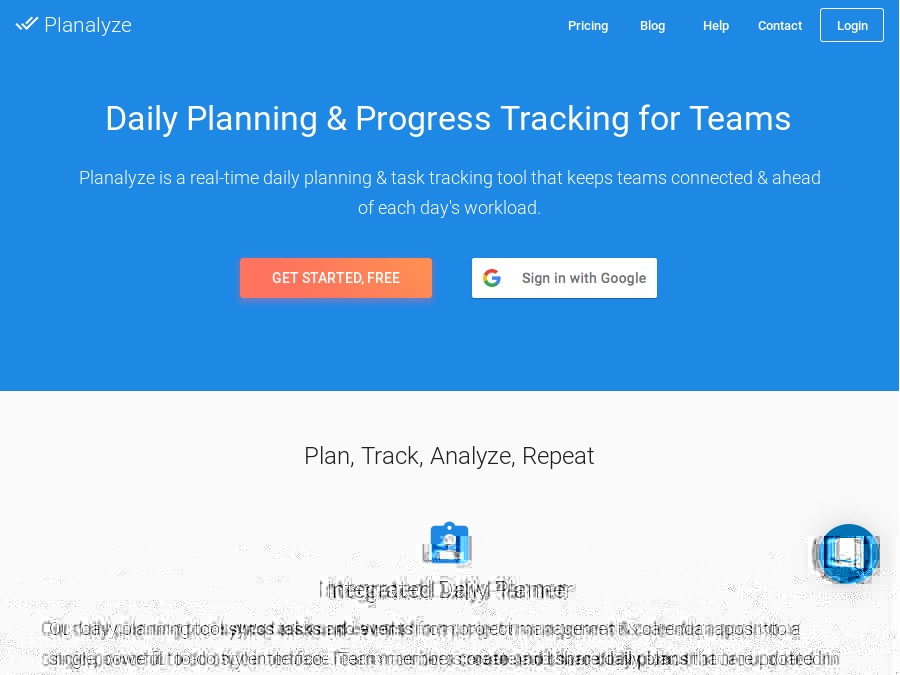 Planalyze
Pricing
Blog
Help
Contact
Login
Daily Planning & Progress Tracking for Teams
Planalyze is a real-time daily planning & task tracking tool that keeps teams connected & ahead
of each day's workload.
GET STARTED, FREE
Sign in with Google
Plan, Track, Analyze, Repeat
Integrated Daily Planner
Our daily planning tool syncs tasks and events from project management & calendar apps into a
single, powerful to-do style interface. Team members create and share daily plans that are updated in